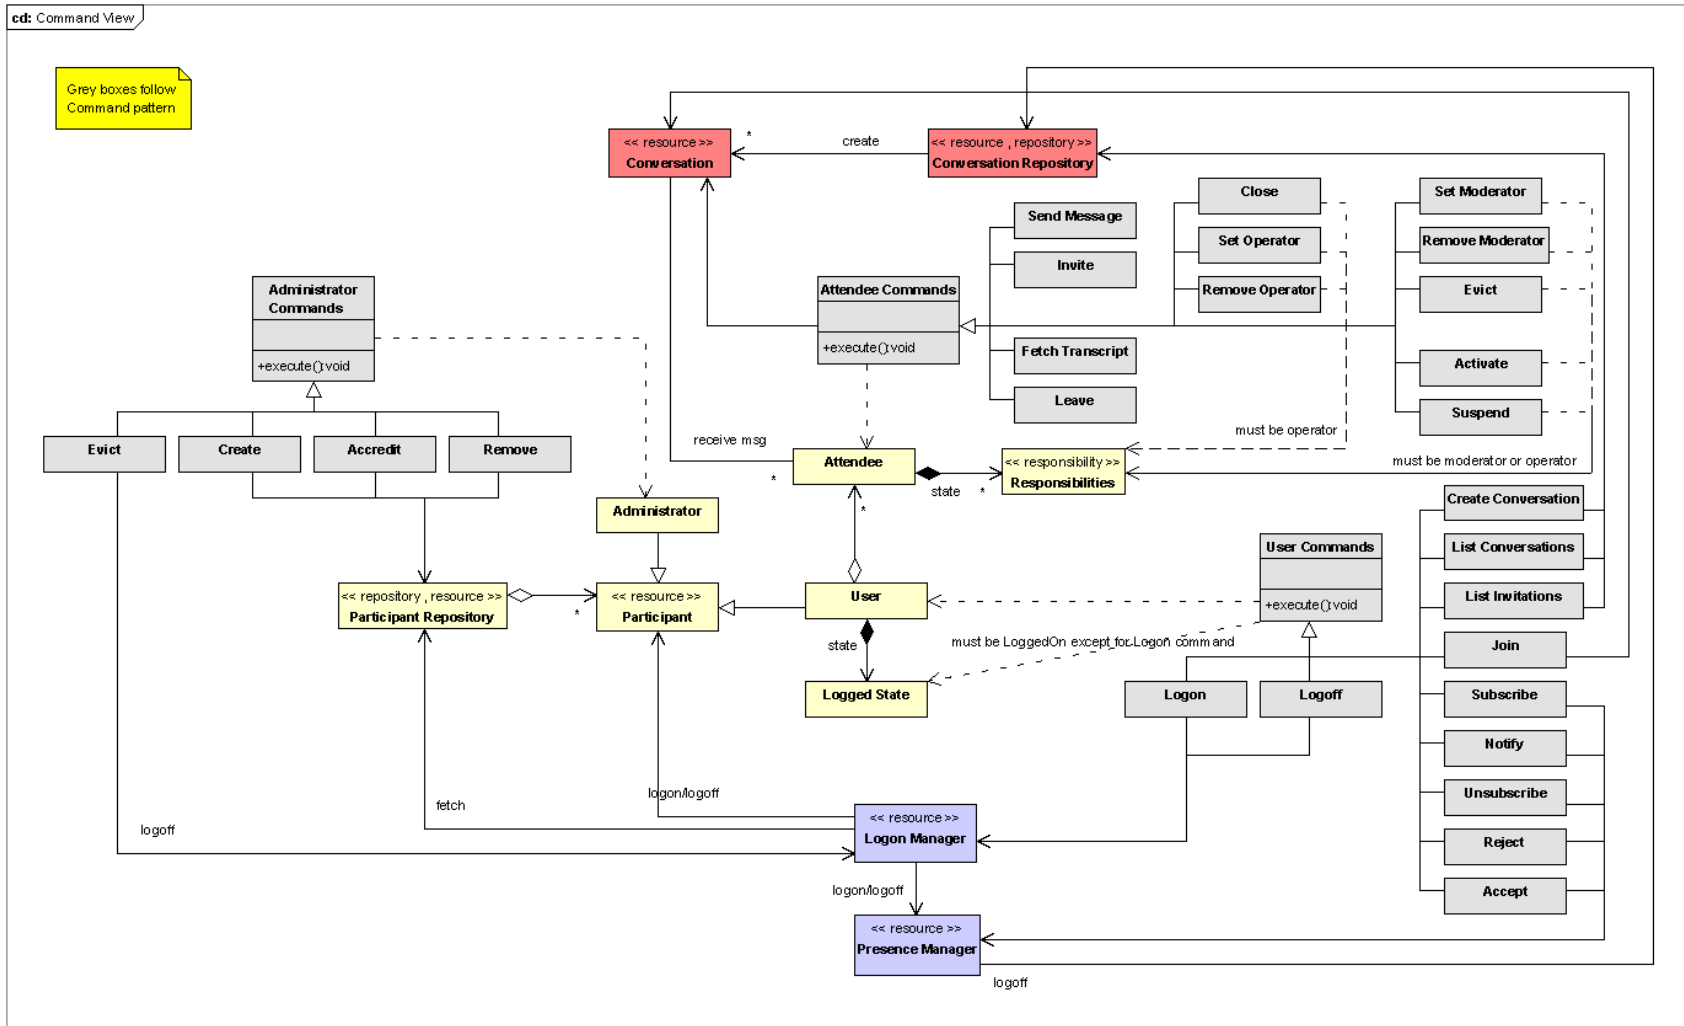 cd: Command View
Grey boxes follow
Command pattern
<< resource >>
Conversation
*
create
<< resource , repository >>
Conversation Repository
Close
Set Operator
Remove Operator
Set Moderator
Remove Moderator
Evict
Activate
Suspend
Send Message
Invite
Fetch Transcript
Leave
Attendee Commands
+execute():void
Administrator
Commands
+execute():void
Evict
Create
Accredit
Remove
receive msg
*
Attendee
state
*
<< responsibility >>
Responsibilities
must be operator
must be moderator or operator
Administrator
*
<< repository , resource >>
Participant Repository
*
<< resource >>
Participant
User
state
Logged State
must be LoggedOn except for Logon command
User Commands
+execute():void
Logon
Logoff
Create Conversation
List Conversations
List Invitations
Join
Subscribe
Notify
Unsubscribe
Reject
Accept
logoff
fetch
logon/logoff
<< resource >>
Logon Manager
logon/logoff
<< resource >>
Presence Manager
logoff